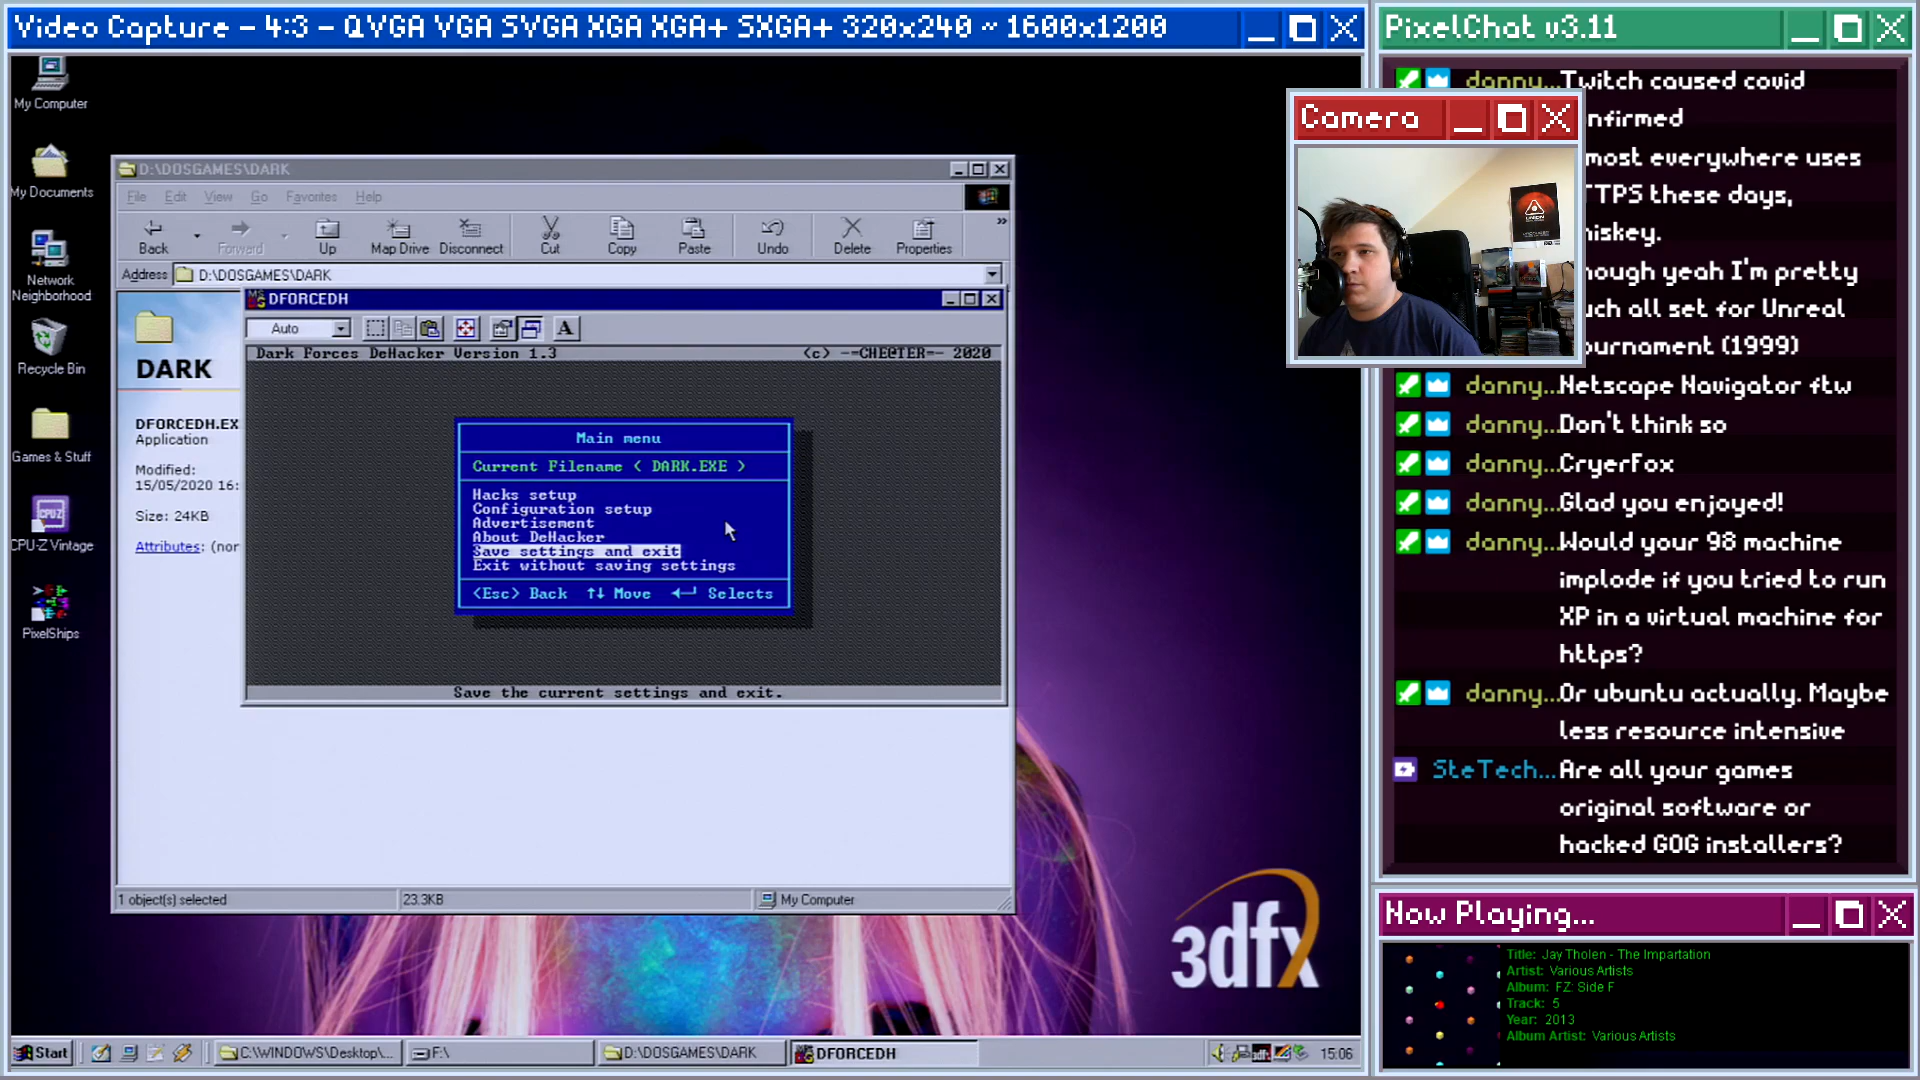 Video Capture - 4:3 - QVGA VGA SVGA XGA XGA+ SXGA+ 320x240 ~ 1600x1200
My Computer
My Documents
Network
Neighborhood
Recycle Bin
Games & Stuff
CPU-Z Vintage
PixelShips
D:\DOSGAMES\DARK
File Edit View Go Favorites Help
Back Forward Up Map Drive Disconnect Cut Copy Paste Undo Delete Properties
Address D:\DOSGAMES\DARK
DARK
DFORCEDH.EX
Application
Modified:
15/05/2020 16:
Size: 24KB
Attributes: (nor
DFORCEDH
Auto
A
Dark Forces DeHacker Version 1.3 (c) -=CHE@TER=- 2020
Main menu
Current Filename < DARK.EXE >
Hacks setup
Configuration setup
Advertisement
About DeHacker
Save settings and exit
Exit without saving settings
<Esc> Back ↑↓ Move ←┘ Selects
Save the current settings and exit.
1 object(s) selected 23.3KB My Computer
3dfx
Start C:\WINDOWS\Desktop\... F:\ D:\DOSGAMES\DARK DFORCEDH 15:06
PixelChat v3.11
danny...Twitch caused covid
nfirmed
most everywhere uses
TTPS these days,
iskey.
hough yeah I'm pretty
uch all set for Unreal
ournament (1999)
danny...Netscape Navigator ftw
danny...Don't think so
danny...CryerFox
danny...Glad you enjoyed!
danny...Would your 98 machine
implode if you tried to run
XP in a virtual machine for
https?
danny...Or ubuntu actually. Maybe
less resource intensive
SteTech...Are all your games
original software or
hacked GOG installers?
Camera
Now Playing...
Title: Jay Tholen - The Impartation
Artist: Various Artists
Album: FZ: Side F
Track: 5
Year: 2013
Album Artist: Various Artists